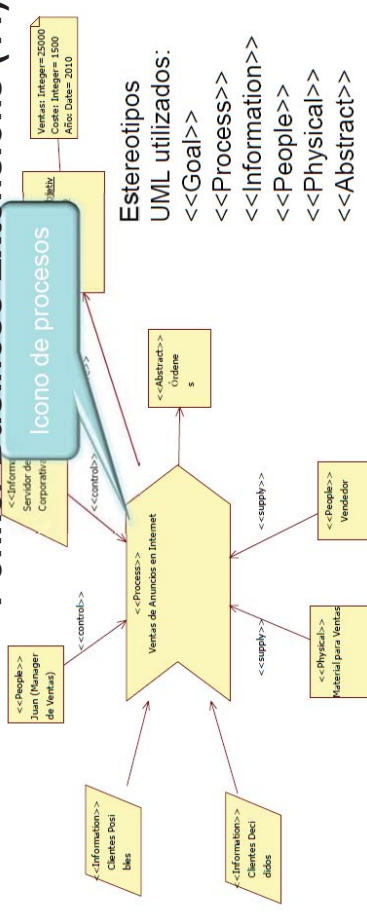 Ventas: Integer=25000
Coste: Integer= 1500
Año: Date= 2010
Icono de procesos
Servidor de
Corporativa
<<control>>
<<People>>
Juan (Manager
de Ventas)
<<control>>
<<Process>>
Ventas de Anuncios en Internet
<<Abstract>>
Órdene
s
<<Information>>
Clientes Posi
bles
<<Information>>
Clientes Deci
didos
<<supply>>
<<supply>>
<<Physical>>
Material para Ventas
<<People>>
Vendedor
Estereotipos
UML utilizados:
<<Goal>>
<<Process>>
<<Information>>
<<People>>
<<Physical>>
<<Abstract>>